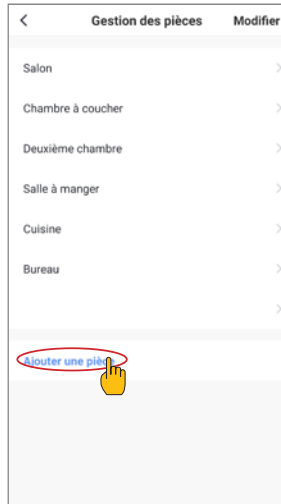 Gestion des pièces Modifier
Salon
Chambre à coucher
Deuxième chambre
Salle à manger
Cuisine
Bureau
Ajouter une pièce